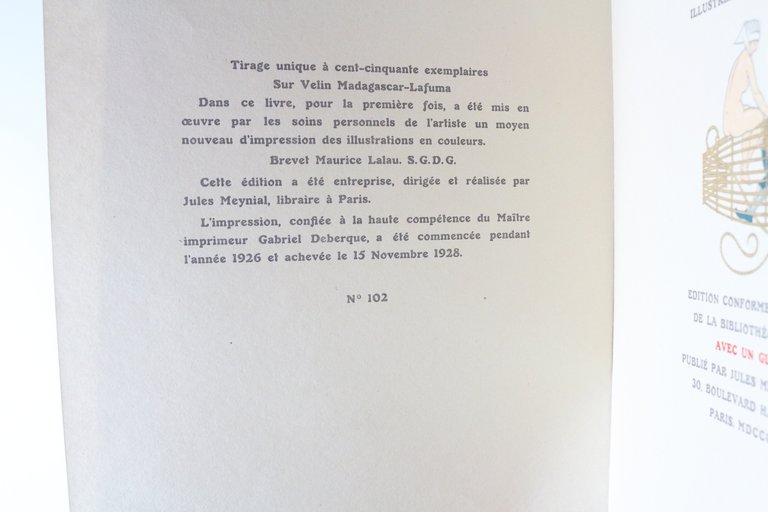 Tirage unique à cent-cinquante exemplaires
Sur Velin Madagascar-Lafuma
Dans ce livre, pour la première fois, a été mis en
œuvre par les soins personnels de l'artiste un moyen
nouveau d'impression des illustrations en couleurs.
Brevet Maurice Lalau. S.G.D.G.
Cette édition a été entreprise, dirigée et réalisée par
Jules Meynial, libraire à Paris.
L'impression, confiée à la haute compétence du Maître
imprimeur Gabriel Deberque, a été commencée pendant
l'année 1926 et achevée le 15 Novembre 1928.
N° 102
EDITION CONFORME
DE LA
AVEC UN
PUBLIÉ PAR JULES
30, BOULEVARD
PARIS.